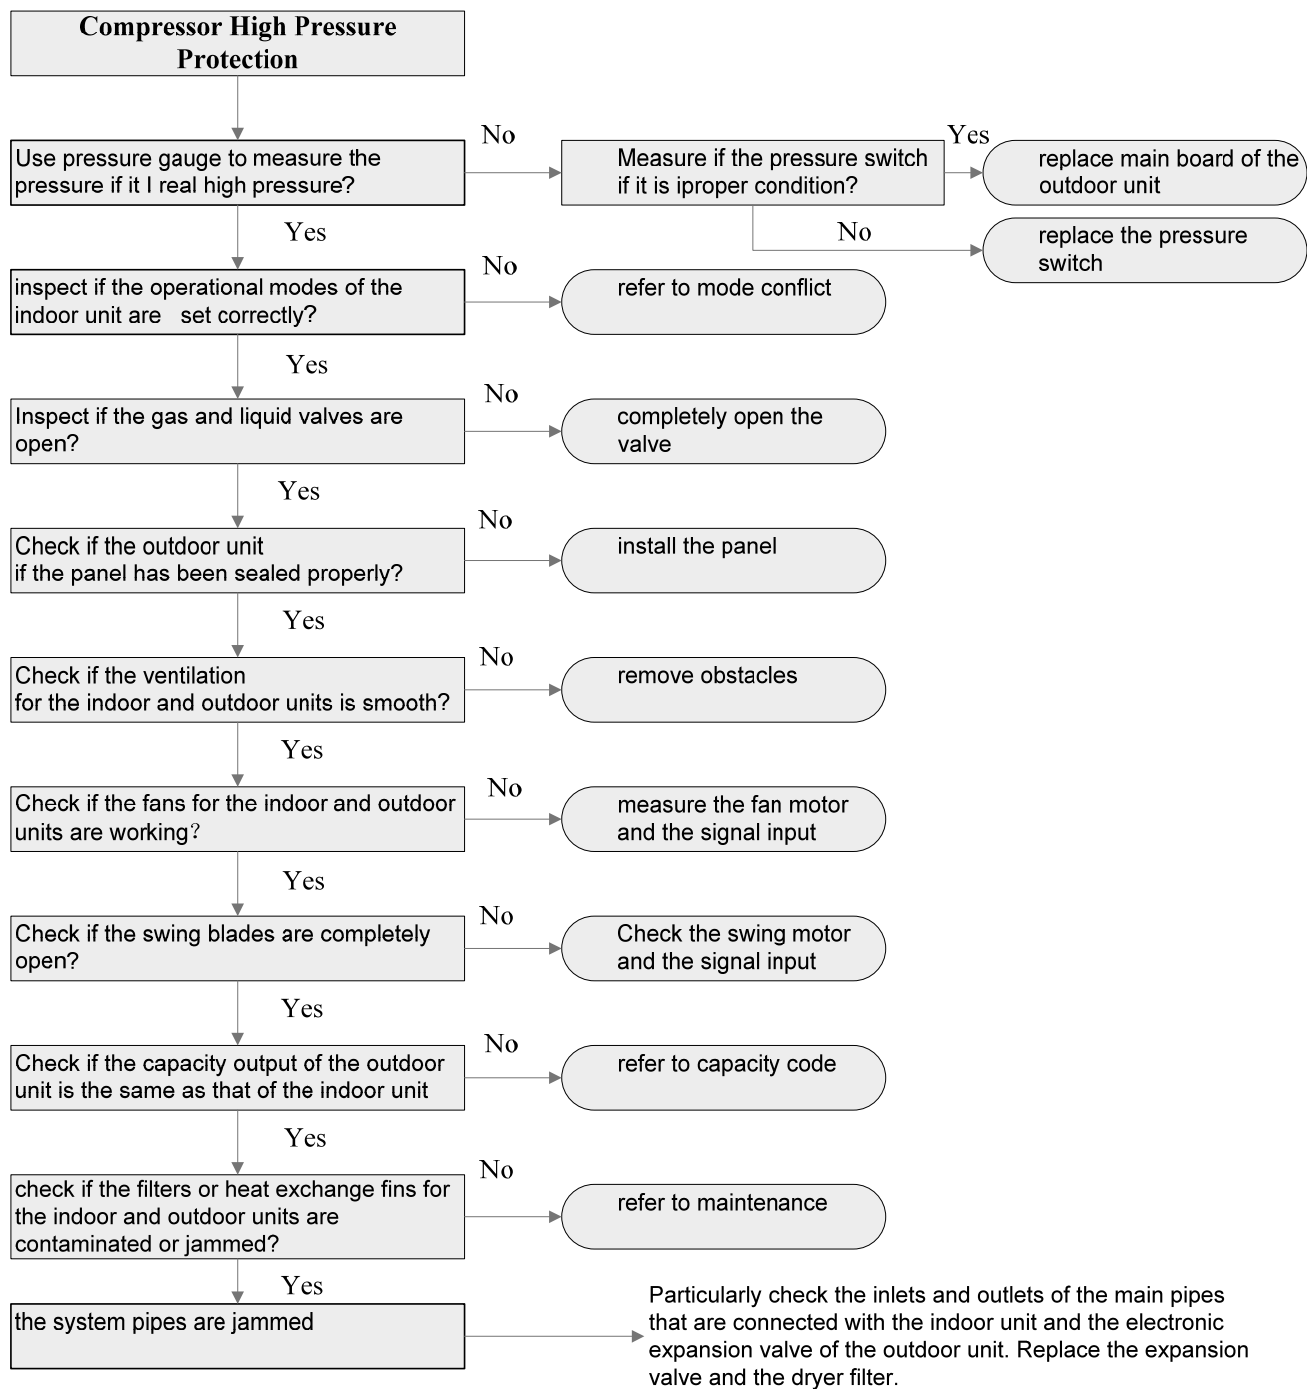 Compressor High Pressure
Protection
No
Yes
Use pressure gauge to measure the
pressure if it I real high pressure?
Measure if the pressure switch
if it is iproper condition?
replace main board of the
outdoor unit
Yes
No
replace the pressure
switch
inspect if the operational modes of the
indoor unit are set correctly?
No
refer to mode conflict
Yes
Inspect if the gas and liquid valves are
open?
No
completely open the
valve
Yes
Check if the outdoor unit
if the panel has been sealed properly?
No
install the panel
Yes
Check if the ventilation
for the indoor and outdoor units is smooth?
No
remove obstacles
Yes
Check if the fans for the indoor and outdoor
units are working?
No
measure the fan motor
and the signal input
Yes
Check if the swing blades are completely
open?
No
Check the swing motor
and the signal input
Yes
Check if the capacity output of the outdoor
unit is the same as that of the indoor unit
No
refer to capacity code
Yes
check if the filters or heat exchange fins for
the indoor and outdoor units are
contaminated or jammed?
No
refer to maintenance
Yes
the system pipes are jammed
Particularly check the inlets and outlets of the main pipes
that are connected with the indoor unit and the electronic
expansion valve of the outdoor unit. Replace the expansion
valve and the dryer filter.